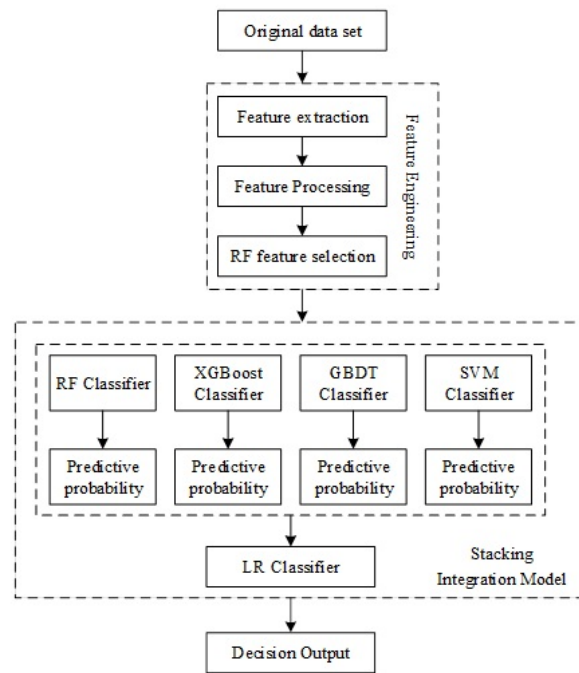 Original data set
Feature extraction
Feature Processing
RF feature selection
Feature Engineering
RF Classifier
XGBoost
Classifier
GBDT
Classifier
SVM
Classifier
Predictive
probability
Predictive
probability
Predictive
probability
Predictive
probability
LR Classifier
Stacking
Integration Model
Decision Output